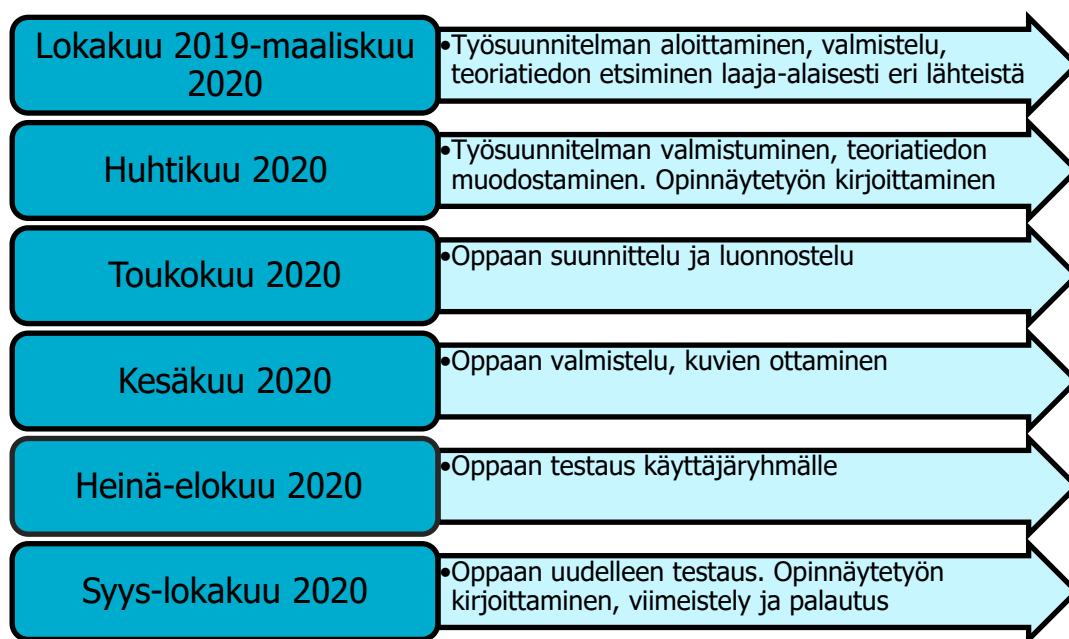 Lokakuu 2019-maaliskuu
2020
•Työsuunnitelman aloittaminen, valmistelu,
teoriatiedon etsiminen laaja-alaisesti eri lähteistä
Huhtikuu 2020
•Työsuunnitelman valmistuminen, teoriatiedon
muodostaminen. Opinnäytetyön kirjoittaminen
Toukokuu 2020
•Oppaan suunnittelu ja luonnostelu
Kesäkuu 2020
•Oppaan valmistelu, kuvien ottaminen
Heinä-elokuu 2020
•Oppaan testaus käyttäjäryhmälle
Syys-lokakuu 2020
•Oppaan uudelleen testaus. Opinnäytetyön
kirjoittaminen, viimeistely ja palautus